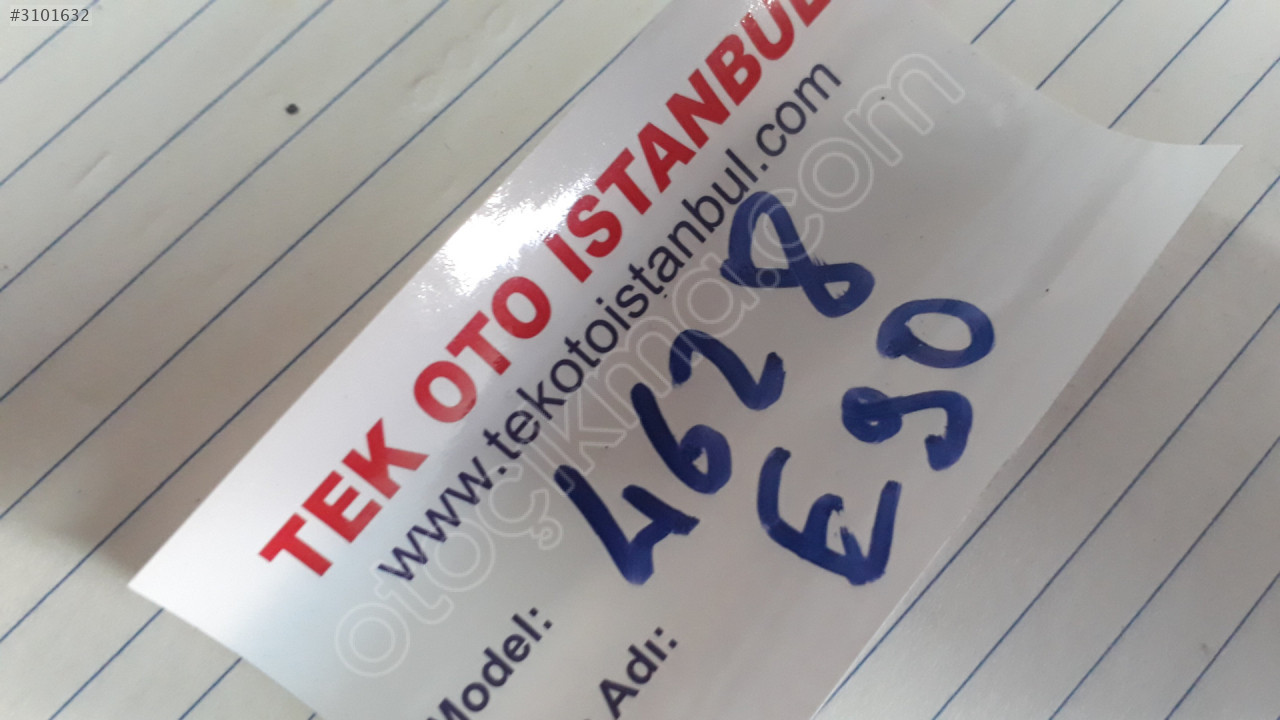 #3101632
TEK OTO ISTANBUL
www.tekotoistanbul.com
4628
E90
Model:
Adı:
otoçıkma.com